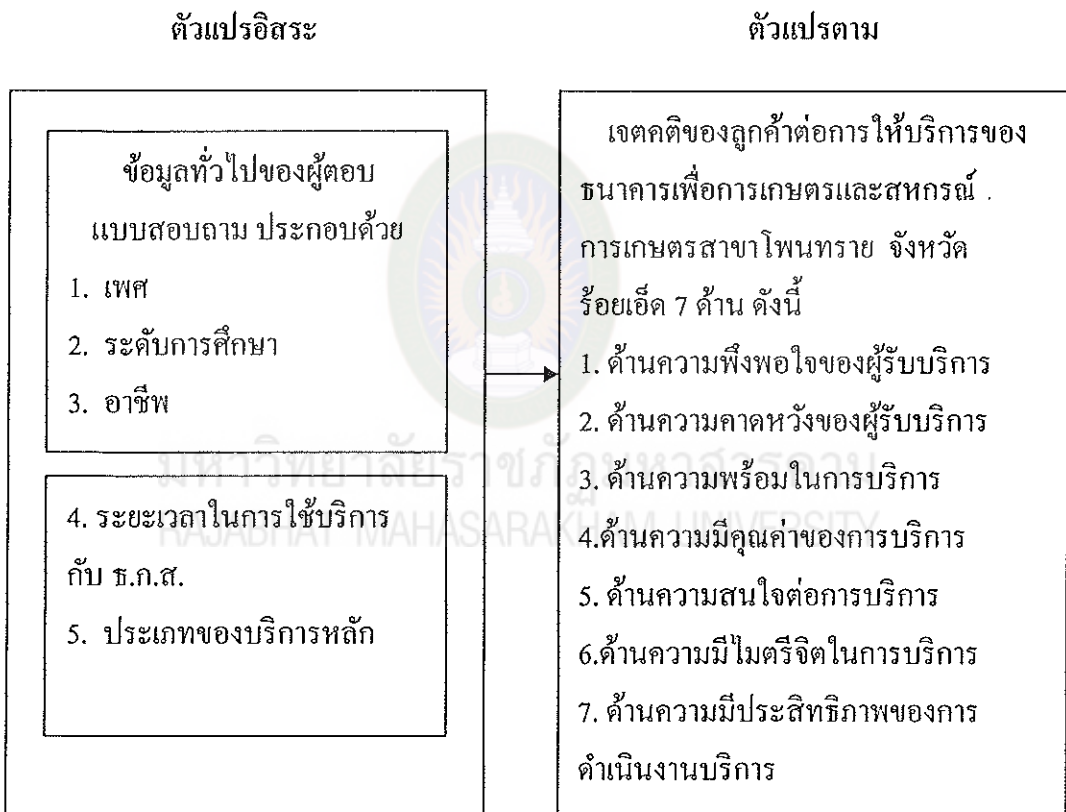 ตัวแปรอิสระ
ตัวแปรตาม
ข้อมูลทั่วไปของผู้ตอบ
แบบสอบถาม ประกอบด้วย
1. เพศ
2. ระดับการศึกษา
3. อาชีพ
4. ระยะเวลาในการใช้บริการ
กับ ธ.ก.ส.
5. ประเภทของบริการหลัก
เจตคติของลูกค้าต่อการให้บริการของ
ธนาคารเพื่อการเกษตรและสหกรณ์
การเกษตรสาขาโพนทราย จังหวัด
ร้อยเอ็ด 7 ด้าน ดังนี้
1. ด้านความพึงพอใจของผู้รับบริการ
2. ด้านความคาดหวังของผู้รับบริการ
3. ด้านความพร้อมในการบริการ
4.ด้านความมีคุณค่าของการบริการ
5. ด้านความสนใจต่อการบริการ
6.ด้านความมีไมตรีจิตในการบริการ
7. ด้านความมีประสิทธิภาพของการ
ดำเนินงานบริการ
มหาวิทยาลัยราชภัฏมหาสารคาม
RAJABHAT MAHASARAKHAM UNIVERSITY